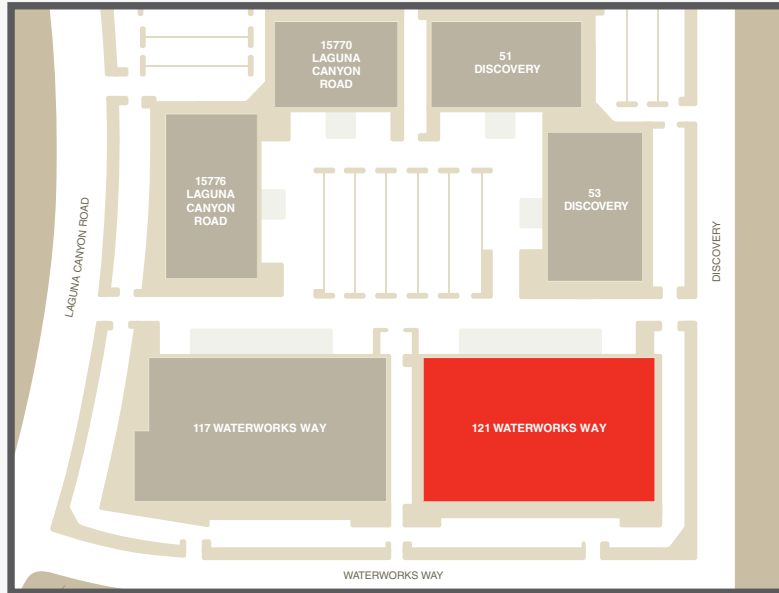 15770
LAGUNA
CANYON
ROAD
51
DISCOVERY
15776
LAGUNA
CANYON
ROAD
53
DISCOVERY
LAGUNA CANYON ROAD
DISCOVERY
117 WATERWORKS WAY
121 WATERWORKS WAY
WATERWORKS WAY